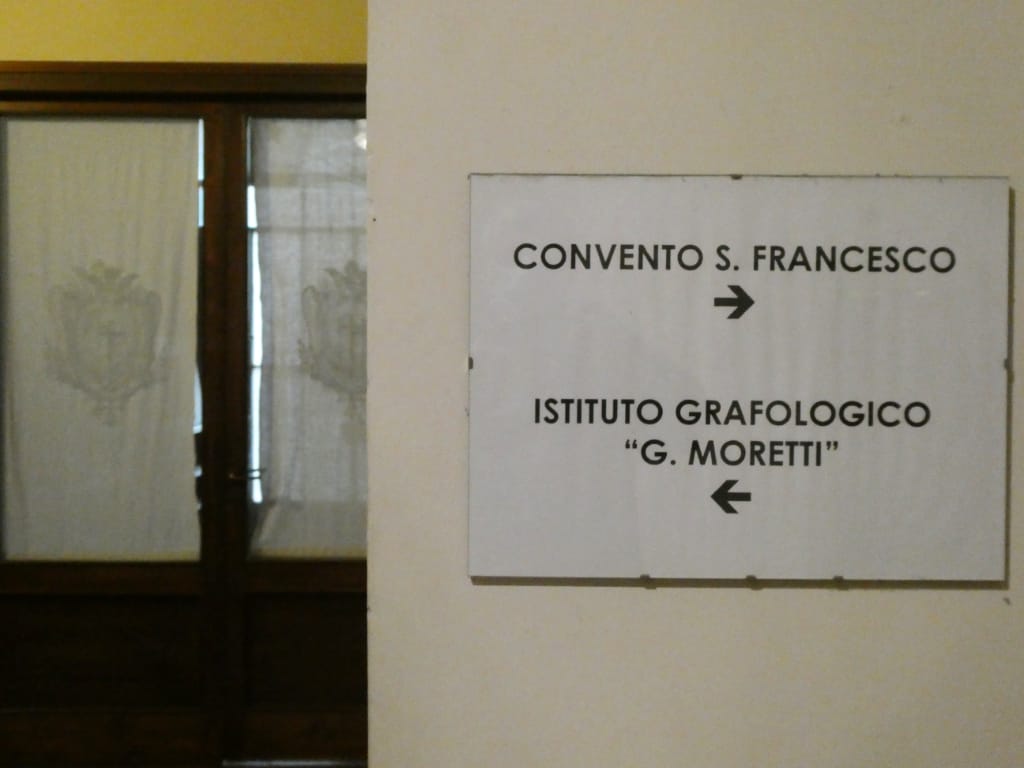 CONVENTO S. FRANCESCO
→
ISTITUTO GRAFOLOGICO
“G. MORETTI”
←